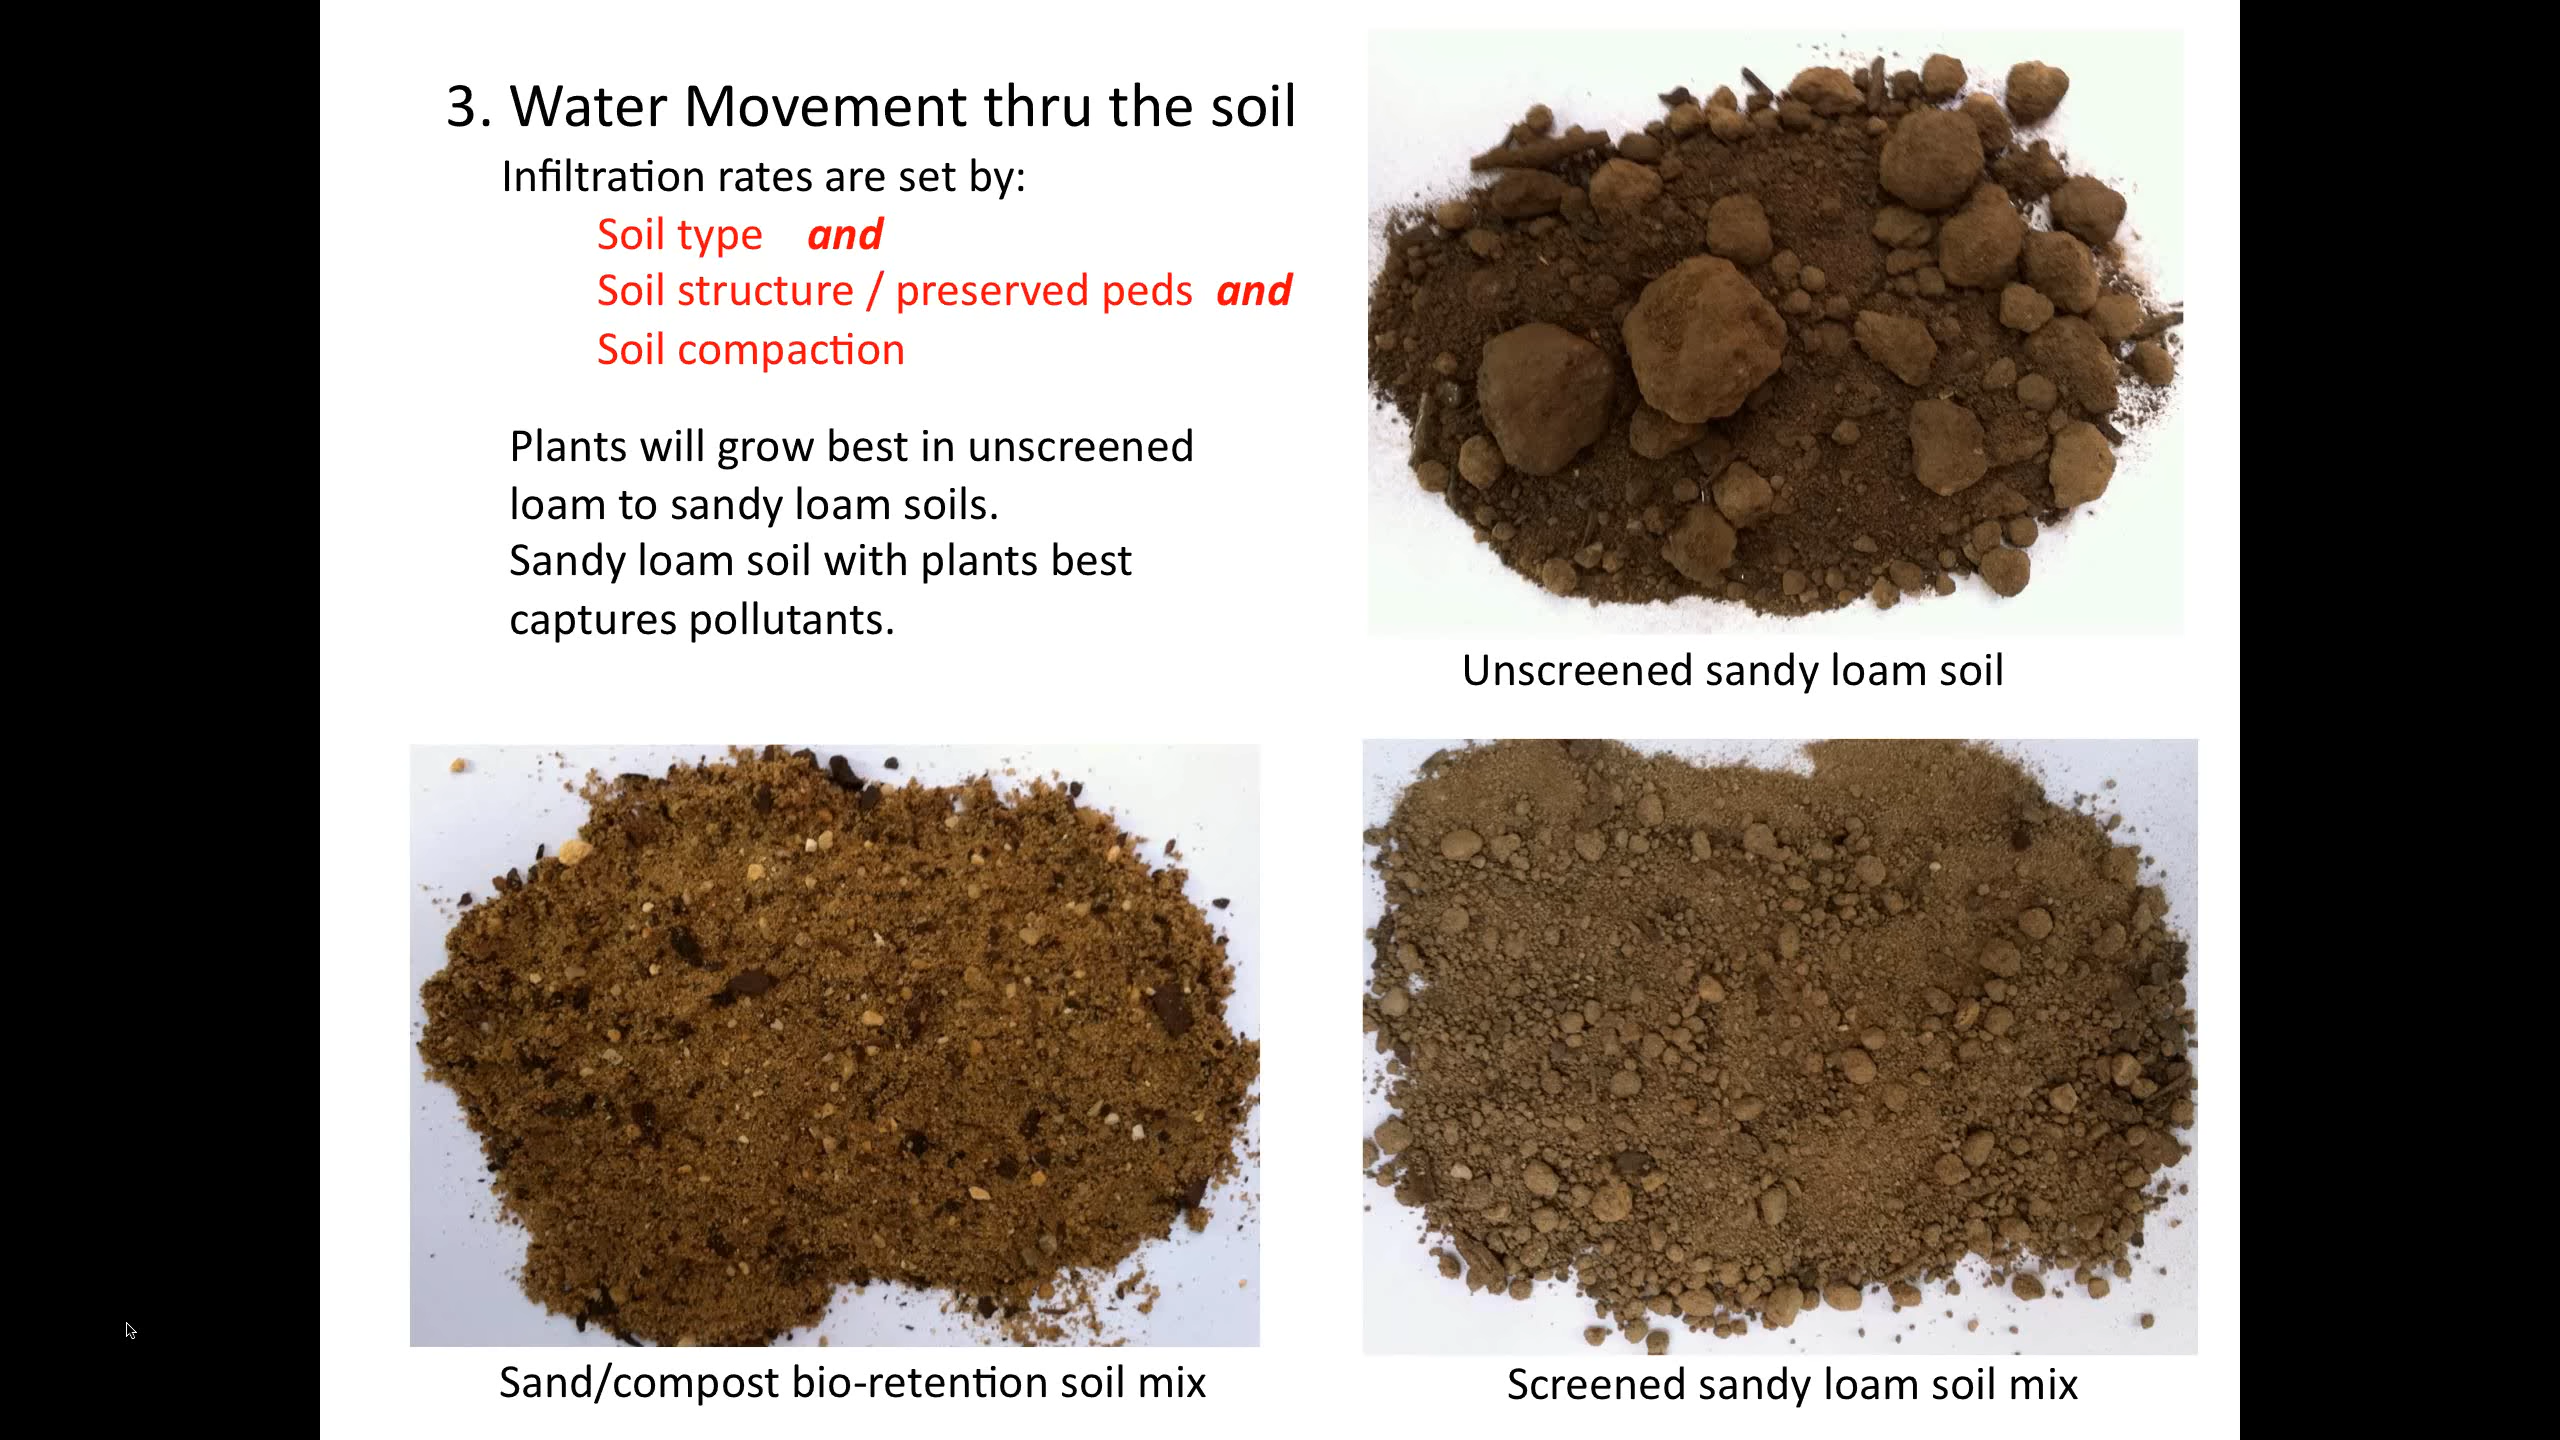 3. Water Movement thru the soil
Infiltration rates are set by:
Soil type and
Soil structure / preserved peds and
Soil compaction
Plants will grow best in unscreened
loam to sandy loam soils.
Sandy loam soil with plants best
captures pollutants.
Unscreened sandy loam soil
Sand/compost bio-retention soil mix
Screened sandy loam soil mix